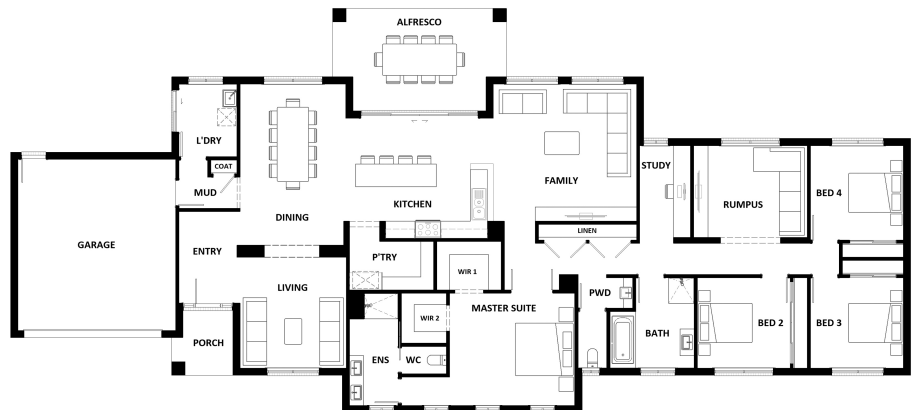 ALFRESCO
L'DRY
COAT
MUD
DINING
KITCHEN
FAMILY
STUDY
RUMPUS
BED 4
GARAGE
ENTRY
LIVING
P'TRY
WIR 1
LINEN
MASTER SUITE
PWD
BATH
BED 2
BED 3
PORCH
ENS
WIR 2
WC